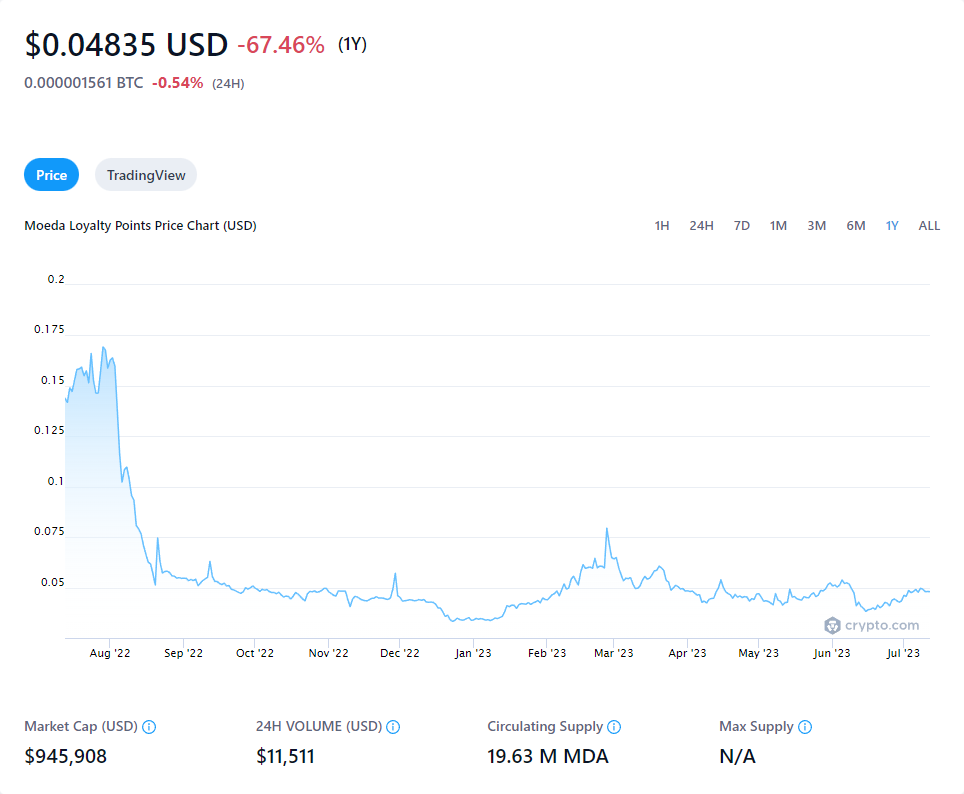 $0.04835 USD -67.46% (1Y)
0.000001561 BTC -0.54% (24H)
Price TradingView
Moeda Loyalty Points Price Chart (USD) 1H 24H 7D 1M 3M 6M 1Y ALL
0.2
0.175
0.15
0.125
0.1
0.075
0.05
crypto.com
Aug '22 Sep '22 Oct '22 Nov '22 Dec '22 Jan '23 Feb '23 Mar '23 Apr '23 May '23 Jun '23 Jul '23
Market Cap (USD) 24H VOLUME (USD) Circulating Supply Max Supply
$945,908 $11,511 19.63 M MDA N/A